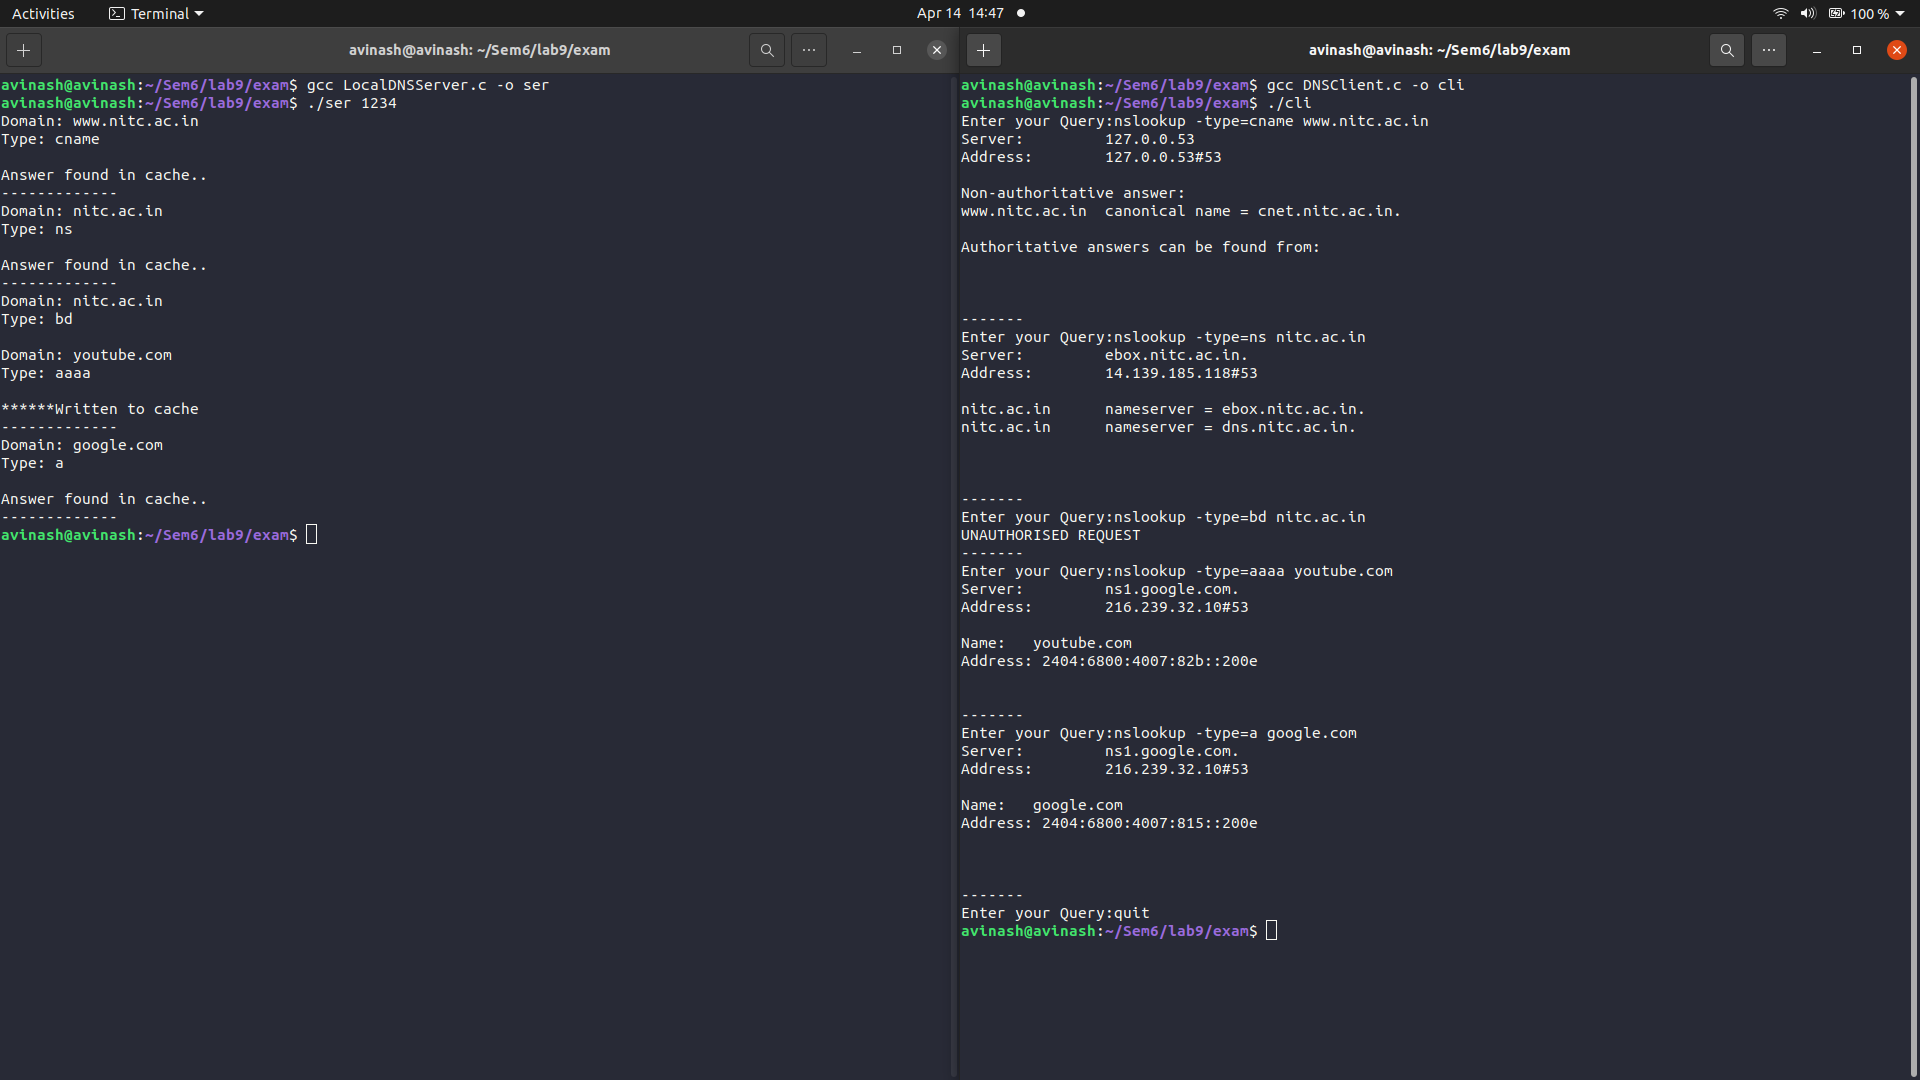 Activities Terminal Apr 14 14:47 100 %
avinash@avinash: ~/Sem6/lab9/exam
avinash@avinash:~/Sem6/lab9/exam$ gcc LocalDNSServer.c -o ser
avinash@avinash:~/Sem6/lab9/exam$ ./ser 1234
Domain: www.nitc.ac.in
Type: cname
Answer found in cache..
-------------
Domain: nitc.ac.in
Type: ns
Answer found in cache..
-------------
Domain: nitc.ac.in
Type: bd
Domain: youtube.com
Type: aaaa
******Written to cache
-------------
Domain: google.com
Type: a
Answer found in cache..
-------------
avinash@avinash:~/Sem6/lab9/exam$
avinash@avinash: ~/Sem6/lab9/exam
avinash@avinash:~/Sem6/lab9/exam$ gcc DNSClient.c -o cli
avinash@avinash:~/Sem6/lab9/exam$ ./cli
Enter your Query:nslookup -type=cname www.nitc.ac.in
Server:         127.0.0.53
Address:        127.0.0.53#53
Non-authoritative answer:
www.nitc.ac.in  canonical name = cnet.nitc.ac.in.
Authoritative answers can be found from:
-------
Enter your Query:nslookup -type=ns nitc.ac.in
Server:         ebox.nitc.ac.in.
Address:        14.139.185.118#53
nitc.ac.in      nameserver = ebox.nitc.ac.in.
nitc.ac.in      nameserver = dns.nitc.ac.in.
-------
Enter your Query:nslookup -type=bd nitc.ac.in
UNAUTHORISED REQUEST
-------
Enter your Query:nslookup -type=aaaa youtube.com
Server:         ns1.google.com.
Address:        216.239.32.10#53
Name:   youtube.com
Address: 2404:6800:4007:82b::200e
-------
Enter your Query:nslookup -type=a google.com
Server:         ns1.google.com.
Address:        216.239.32.10#53
Name:   google.com
Address: 2404:6800:4007:815::200e
-------
Enter your Query:quit
avinash@avinash:~/Sem6/lab9/exam$